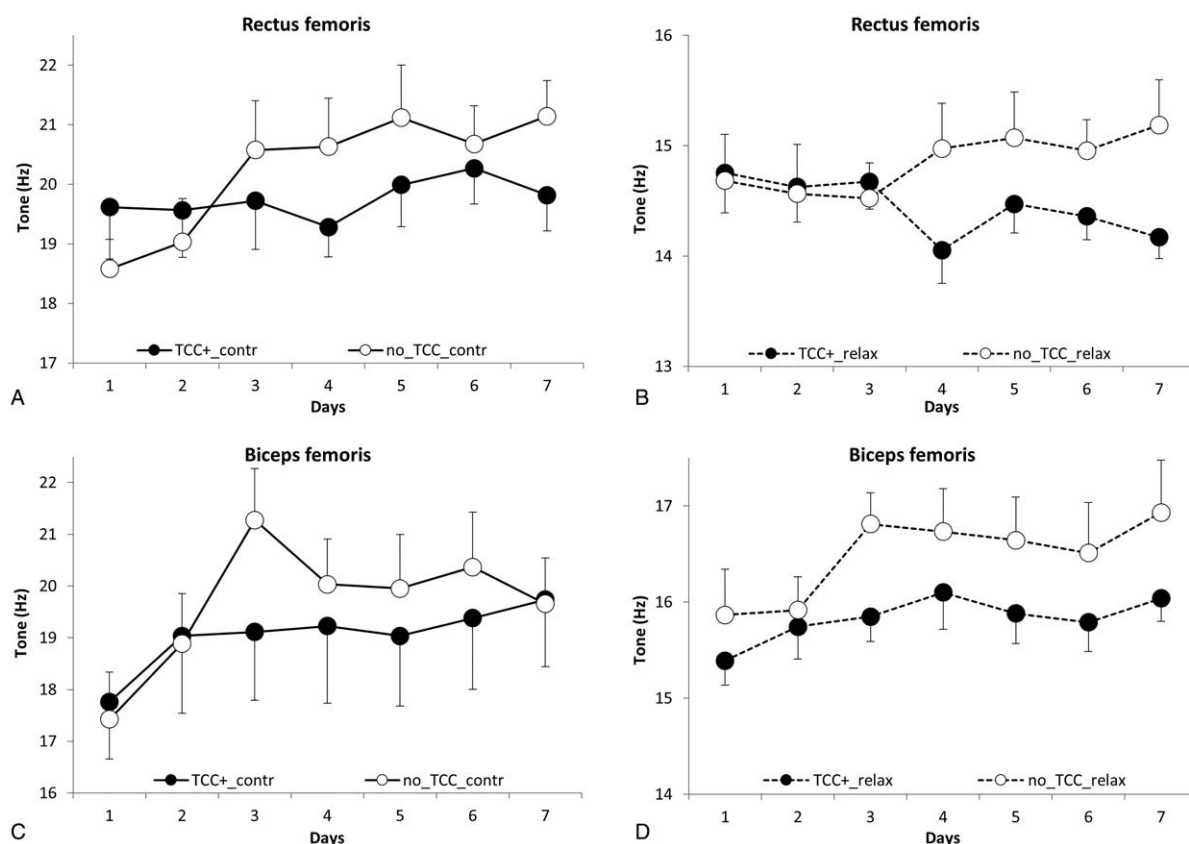 Rectus femoris
22
21
20
19
18
17
Tone (Hz)
TCC+_contr
no_TCC_contr
1 2 3 4 5 6 7
Days
A
Rectus femoris
16
15
14
13
Tone (Hz)
TCC+_relax
no_TCC_relax
1 2 3 4 5 6 7
Days
B
Biceps femoris
22
21
20
19
18
17
16
Tone (Hz)
TCC+_contr
no_TCC_contr
1 2 3 4 5 6 7
Days
C
Biceps femoris
17
16
15
14
Tone (Hz)
TCC+_relax
no_TCC_relax
1 2 3 4 5 6 7
Days
D